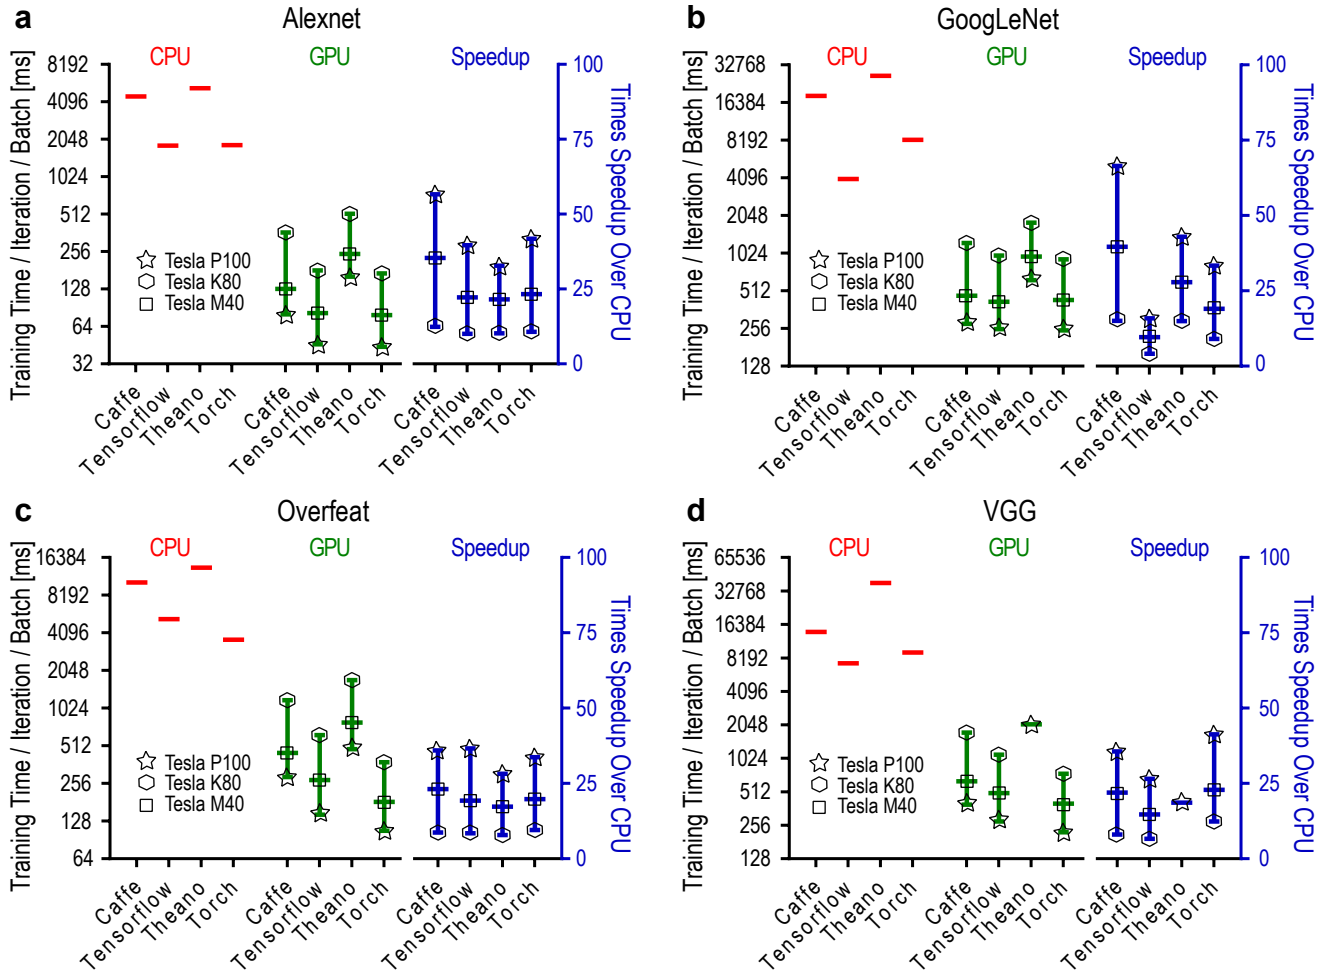 a
Alexnet
CPU
GPU
Speedup
Training Time / Iteration / Batch [ms]
8192
4096
2048
1024
512
256
128
64
32
Tesla P100
Tesla K80
Tesla M40
100
75
50
25
0
Times Speedup Over CPU
Caffe
Tensorflow
Theano
Torch
Caffe
Tensorflow
Theano
Torch
Caffe
Tensorflow
Theano
Torch
b
GoogLeNet
CPU
GPU
Speedup
Training Time / Iteration / Batch [ms]
32768
16384
8192
4096
2048
1024
512
256
128
Tesla P100
Tesla K80
Tesla M40
100
75
50
25
0
Times Speedup Over CPU
Caffe
Tensorflow
Theano
Torch
Caffe
Tensorflow
Theano
Torch
Caffe
Tensorflow
Theano
Torch
c
Overfeat
CPU
GPU
Speedup
Training Time / Iteration / Batch [ms]
16384
8192
4096
2048
1024
512
256
128
64
Tesla P100
Tesla K80
Tesla M40
100
75
50
25
0
Times Speedup Over CPU
Caffe
Tensorflow
Theano
Torch
Caffe
Tensorflow
Theano
Torch
Caffe
Tensorflow
Theano
Torch
d
VGG
CPU
GPU
Speedup
Training Time / Iteration / Batch [ms]
65536
32768
16384
8192
4096
2048
1024
512
256
128
Tesla P100
Tesla K80
Tesla M40
100
75
50
25
0
Times Speedup Over CPU
Caffe
Tensorflow
Theano
Torch
Caffe
Tensorflow
Theano
Torch
Caffe
Tensorflow
Theano
Torch